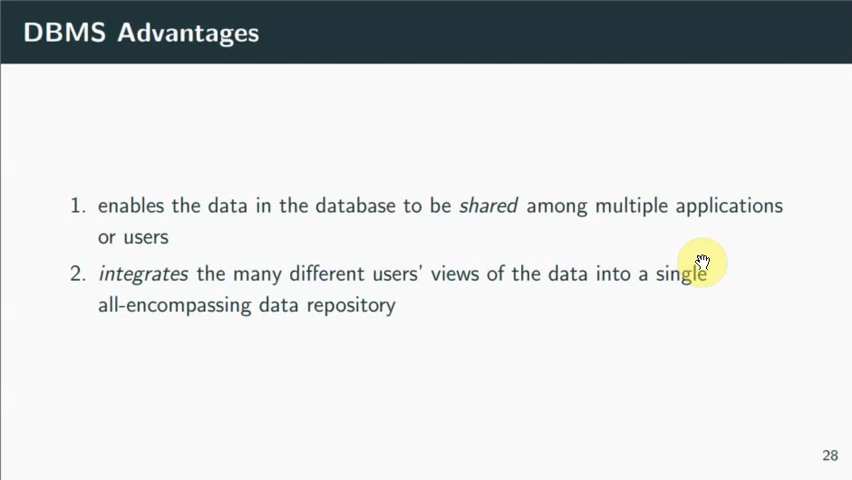 DBMS Advantages
1. enables the data in the database to be shared among multiple applications
or users
2. integrates the many different users' views of the data into a single
all-encompassing data repository
28